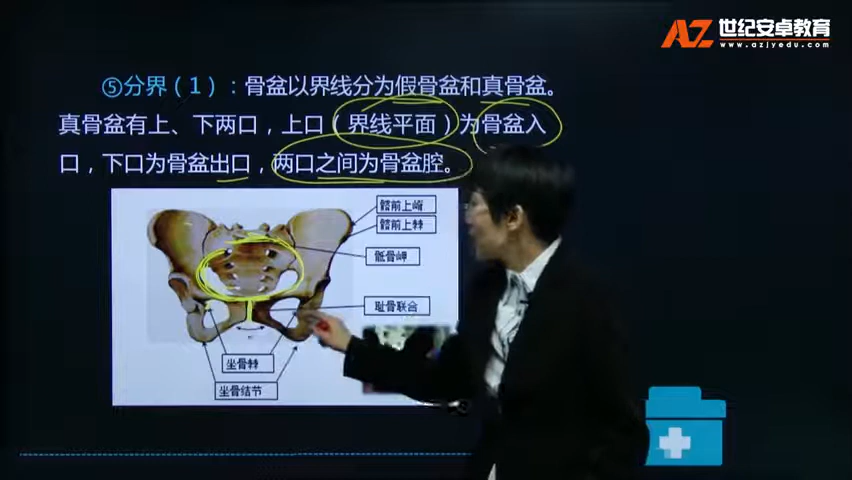 AZ 世纪安卓教育
www.azjyedu.com
⑤分界（1）：骨盆以界线分为假骨盆和真骨盆。
真骨盆有上、下两口，上口（界线平面）为骨盆入
口，下口为骨盆出口，两口之间为骨盆腔。
髂前上嵴
髂前上棘
骶骨岬
耻骨联合
坐骨棘
坐骨结节